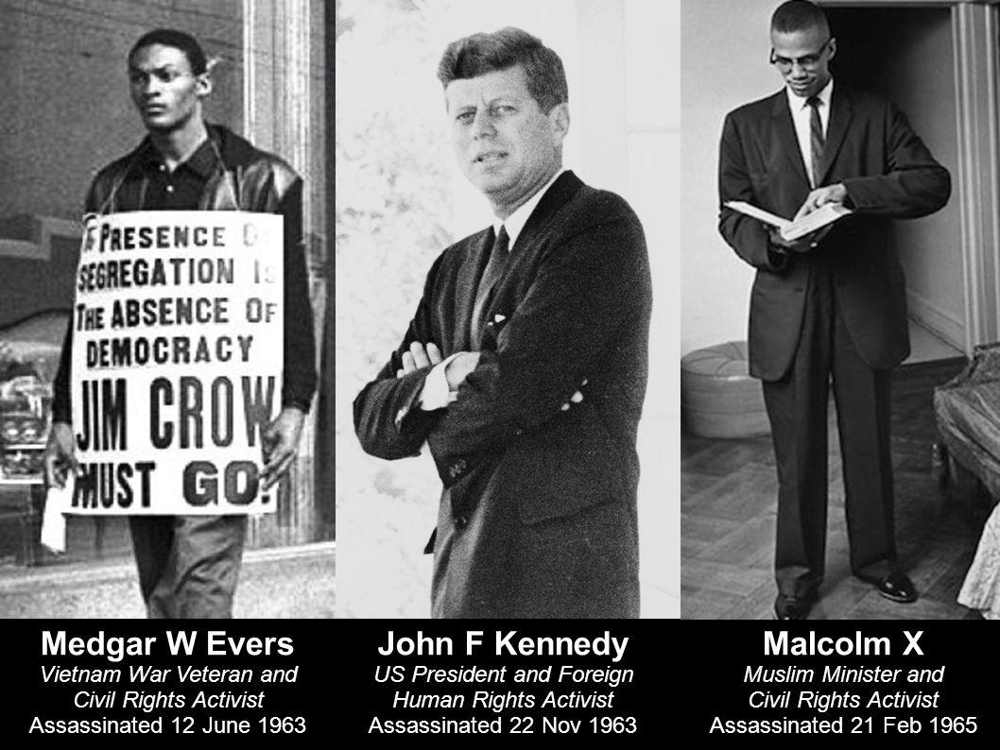 PRESENCE
SEGREGATION IS
THE ABSENCE OF
DEMOCRACY
JIM CROW
MUST GO!
Medgar W Evers
Vietnam War Veteran and
Civil Rights Activist
Assassinated 12 June 1963
John F Kennedy
US President and Foreign
Human Rights Activist
Assassinated 22 Nov 1963
Malcolm X
Muslim Minister and
Civil Rights Activist
Assassinated 21 Feb 1965